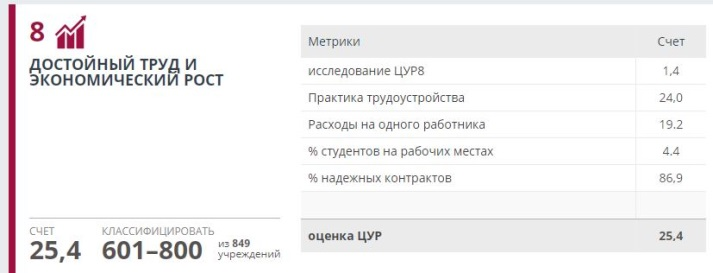 8
ДОСТОЙНЫЙ ТРУД И
ЭКОНОМИЧЕСКИЙ РОСТ
СЧЕТ
25,4
КЛАССИФИЦИРОВАТЬ
601–800
из 849
учреждений
Метрики Счет
исследование ЦУР8 1,4
Практика трудоустройства 24,0
Расходы на одного работника 19.2
% студентов на рабочих местах 4.4
% надежных контрактов 86,9
оценка ЦУР 25,4